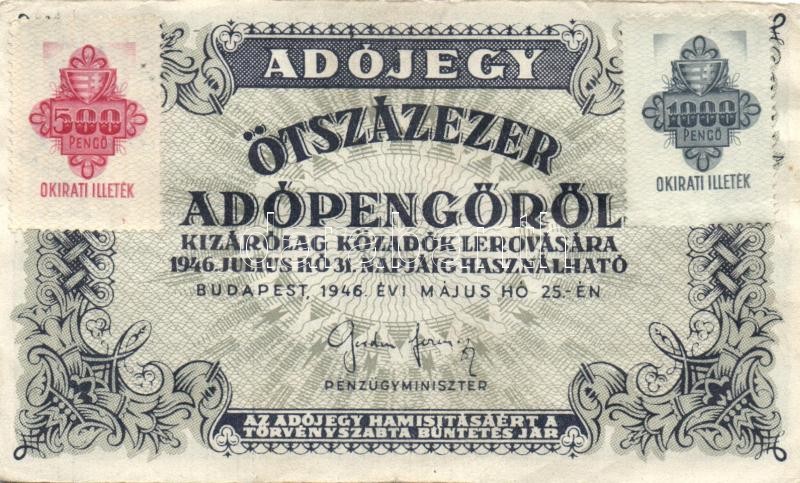 ADÓJEGY
500
PENGŐ
OKIRATI ILLETÉK
1000
PENGŐ
OKIRATI ILLETÉK
ÖTSZÁZEZER
ADÓPENGŐRŐL
KIZÁRÓLAG KÖZADÓK LEROVÁSÁRA
1946. JULIUS HÓ 31. NAPJÁIG HASZNÁLHATÓ
BUDAPEST, 1946. ÉVI MÁJUS HÓ 25.-ÉN
PÉNZÜGYMINISZTER
AZ ADÓJEGY HAMISITÁSÁÉRT A
TÖRVÉNYSZABTA BÜNTETÉS JÁR